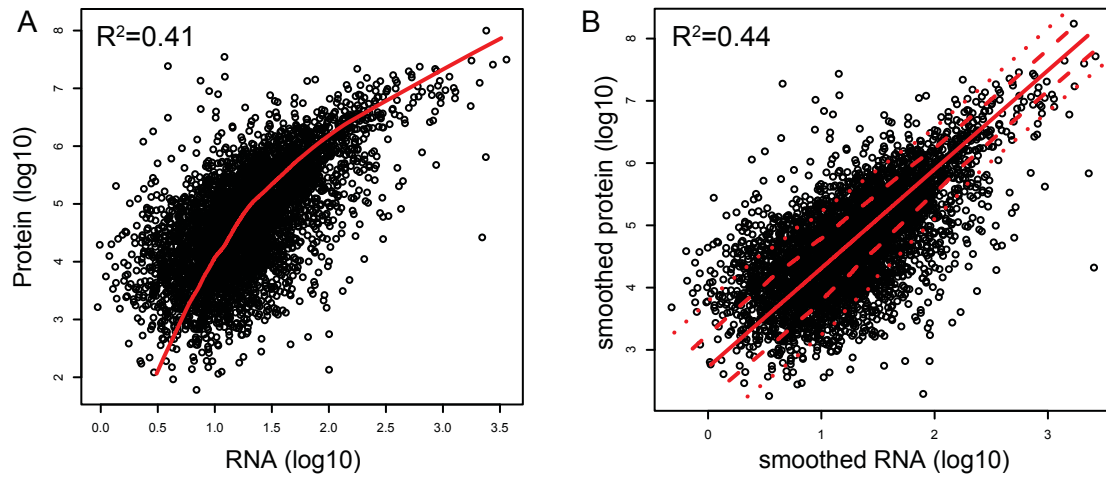 A
R²=0.41
8
7
6
5
4
3
2
Protein (log10)
0.0 0.5 1.0 1.5 2.0 2.5 3.0 3.5
RNA (log10)
B
R²=0.44
8
7
6
5
4
3
smoothed protein (log10)
0 1 2 3
smoothed RNA (log10)